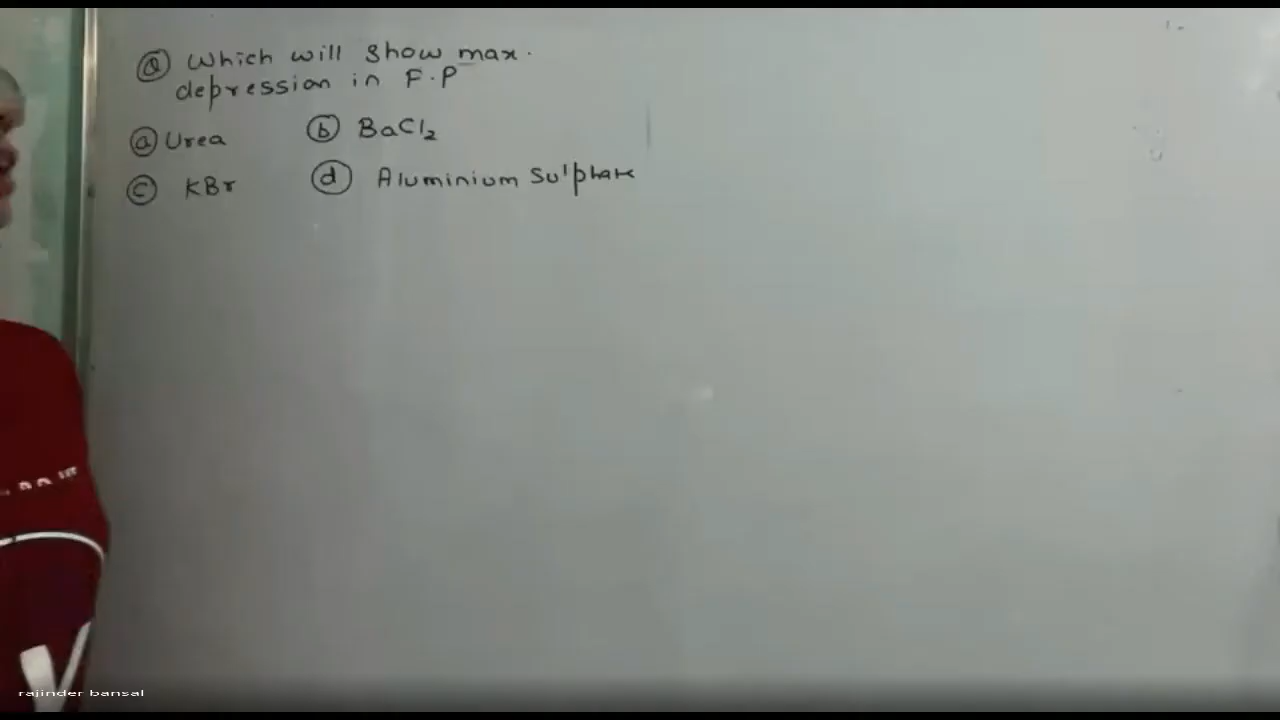 Q Which will show max.
depression in F.P
a Urea b BaCl2
c KBr d Aluminium Sulphate
rajinder bansal